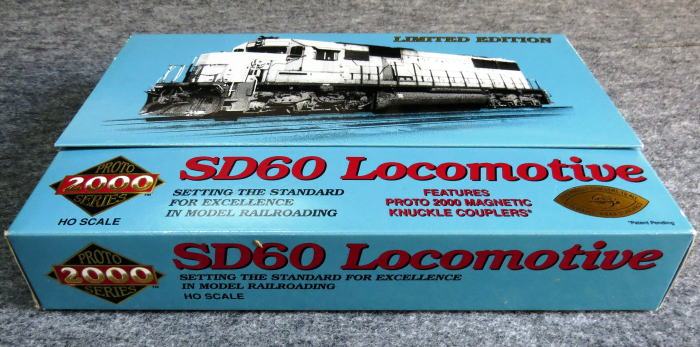 LIMITED EDITION
PROTO
2000
SERIES
TM
HO SCALE
SD60 Locomotive
SETTING THE STANDARD
FOR EXCELLENCE
IN MODEL RAILROADING
FEATURES
PROTO 2000 MAGNETIC
KNUCKLE COUPLERS*
*Patent Pending
PROTO
2000
SERIES
TM
SD60 Locomotive
SETTING THE STANDARD FOR EXCELLENCE
IN MODEL RAILROADING
HO SCALE